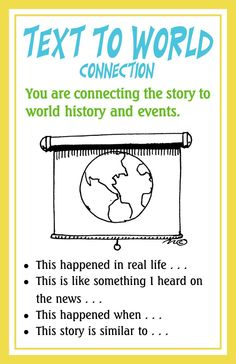 TEXT TO WORLD
CONNECTION
You are connecting the story to
world history and events.
• This happened in real life . . .
• This is like something I heard on
the news . . .
• This happened when . . .
• This story is similar to . . .